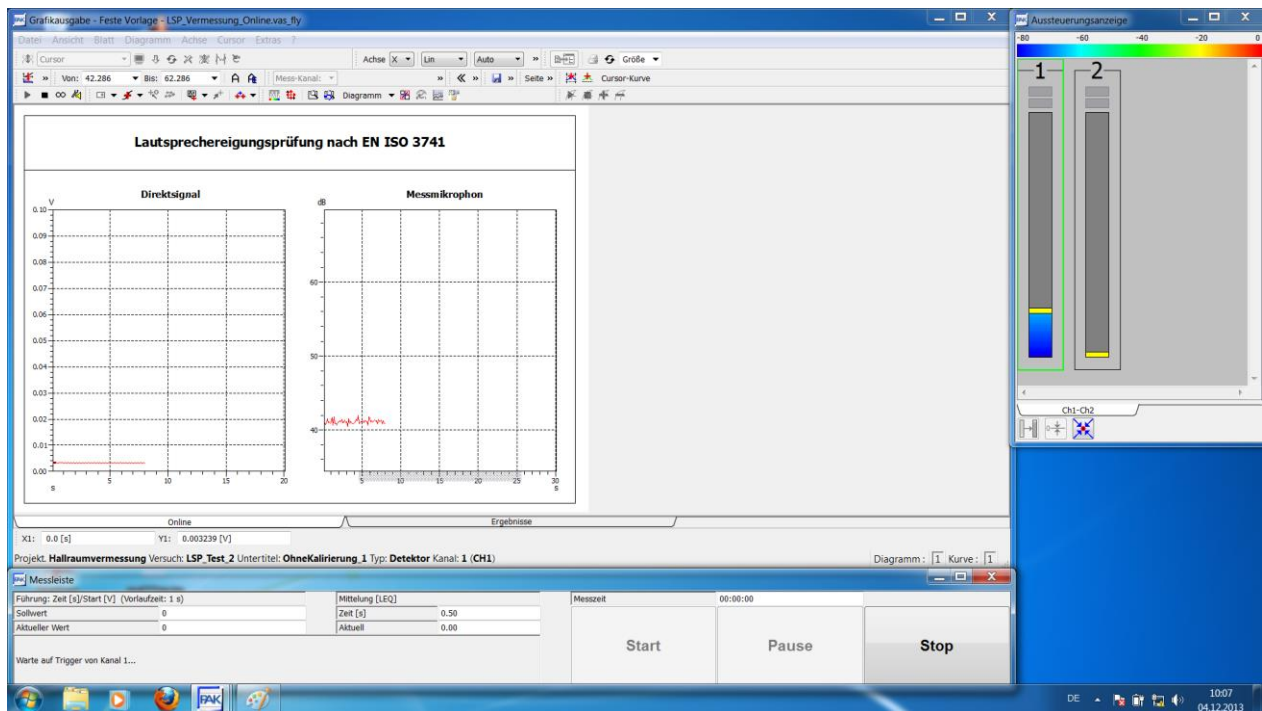 Grafikausgabe - Feste Vorlage - LSP_Vermessung_Online.vas_fly
Datei Ansicht Blatt Diagramm Achse Cursor Extras ?
Cursor Achse X Lin Auto » Größe
» Von: 42.286 Bis: 62.286 Mess-Kanal: » « » » Seite » Cursor-Kurve
Diagramm
Lautsprechereigungsprüfung nach EN ISO 3741
Direktsignal
V
0.10
0.09
0.08
0.07
0.06
0.05
0.04
0.03
0.02
0.01
0.00
5 10 15 20
s
Messmikrophon
dB
60
50
40
5 10 15 20 25 30
s
Online Ergebnisse
X1: 0.0 [s] Y1: 0.003239 [V]
Projekt. Hallraumvermessung Versuch: LSP_Test_2 Untertitel: OhneKalirierung_1 Typ: Detektor Kanal: 1 (CH1) Diagramm : 1 Kurve : 1
Aussteuerungsanzeige
-80 -60 -40 -20 0
1 2
Ch1-Ch2
Messleiste
Führung: Zeit [s]/Start [V] (Vorlaufzeit: 1 s) Mittelung [LEQ] Messzeit 00:00:00
Sollwert 0 Zeit [s] 0.50
Aktueller Wert 0 Aktuell 0.00
Start Pause Stop
Warte auf Trigger von Kanal 1...
PAK
DE 10:07
04.12.2013